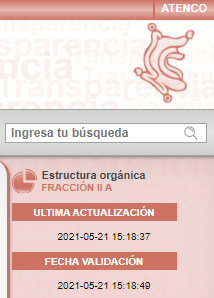 ATENCO
Transparencia
Ingresa tu búsqueda
Estructura orgánica
FRACCIÓN II A
ULTIMA ACTUALIZACIÓN
2021-05-21 15:18:37
FECHA VALIDACIÓN
2021-05-21 15:18:49